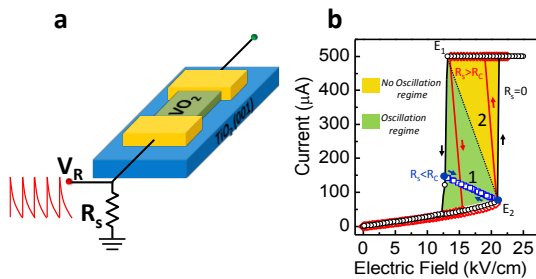 a
VO2
TiO2 (001)
VR
Rs
b
Current (μA)
500
400
300
200
100
0
E1
Rs>RC
Rs=0
No Oscillation
regime
Oscillation
regime
2
1
Rs<RC
E2
0 5 10 15 20 25
Electric Field (kV/cm)